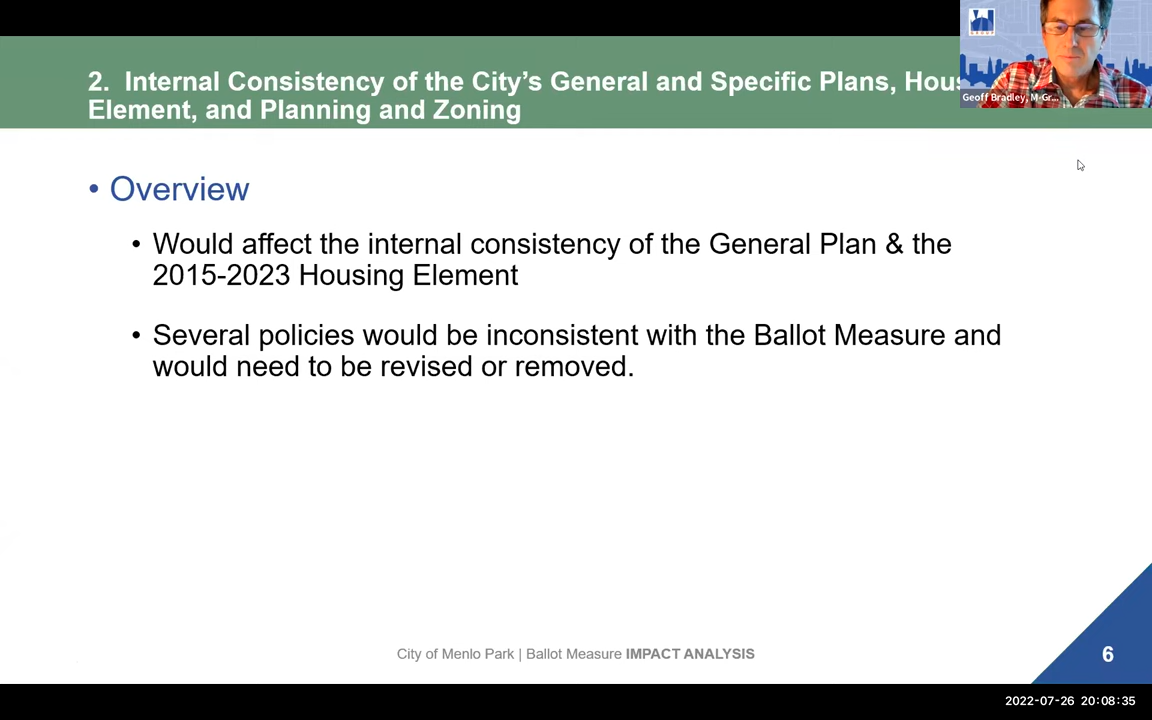 2. Internal Consistency of the City's General and Specific Plans, Hous
Element, and Planning and Zoning
Geoff Bradley, M-Gr...
• Overview
• Would affect the internal consistency of the General Plan & the
2015-2023 Housing Element
• Several policies would be inconsistent with the Ballot Measure and
would need to be revised or removed.
City of Menlo Park | Ballot Measure IMPACT ANALYSIS
6
2022-07-26 20:08:35